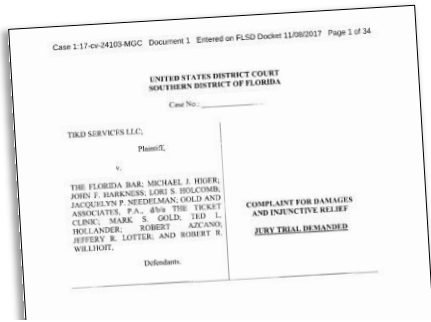 Case 1:17-cv-24103-MGC Document 1 Entered on FLSD Docket 11/08/2017 Page 1 of 34
UNITED STATES DISTRICT COURT
SOUTHERN DISTRICT OF FLORIDA
Case No.:
TIKD SERVICES LLC,
Plaintiff,
v.
THE FLORIDA BAR; MICHAEL J. HIGER;
JOHN F. HARKNESS; LORI S. HOLCOMB;
JACQUELYN P. NEEDELMAN; GOLD AND
ASSOCIATES, P.A., d/b/a THE TICKET
CLINIC; MARK S. GOLD; TED L.
HOLLANDER; ROBERT AZCANO;
JEFFERY R. LOTTER; AND ROBERT R.
WILLHOIT,
Defendants.
COMPLAINT FOR DAMAGES
AND INJUNCTIVE RELIEF
JURY TRIAL DEMANDED